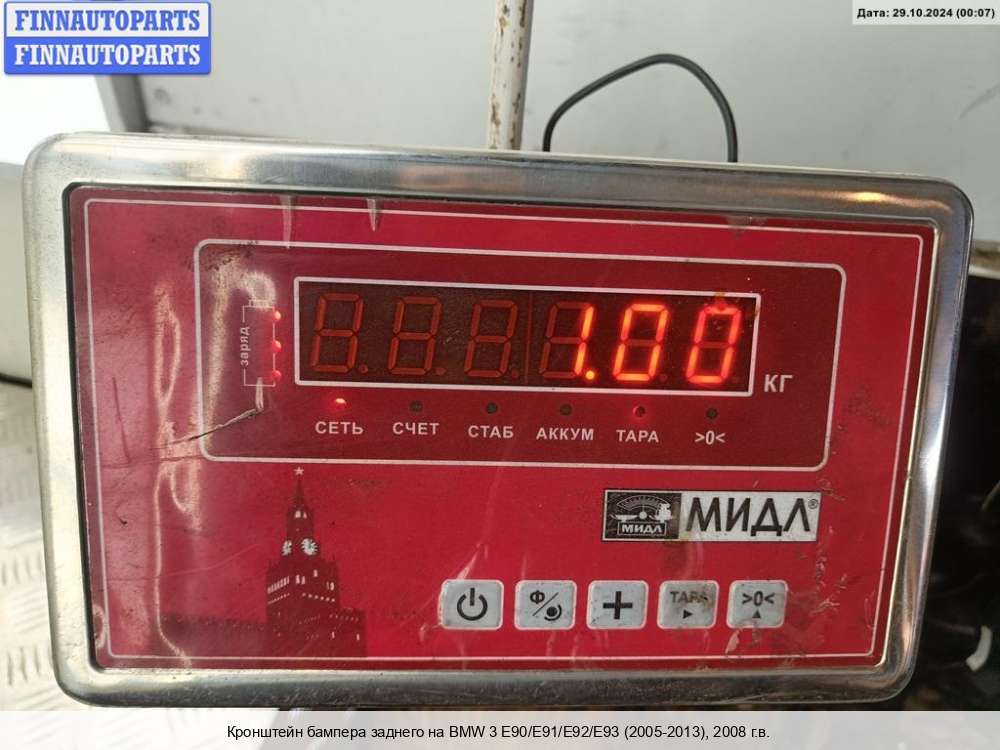 FINNAUTOPARTS
FINNAUTOPARTS
Дата: 29.10.2024 (00:07)
заряд
1.00
КГ
СЕТЬ СЧЕТ СТАБ АККУМ ТАРА >0<
МИДЛ МИДЛ®
Ф
ТАРА >0<
Кронштейн бампера заднего на BMW 3 E90/E91/E92/E93 (2005-2013), 2008 г.в.